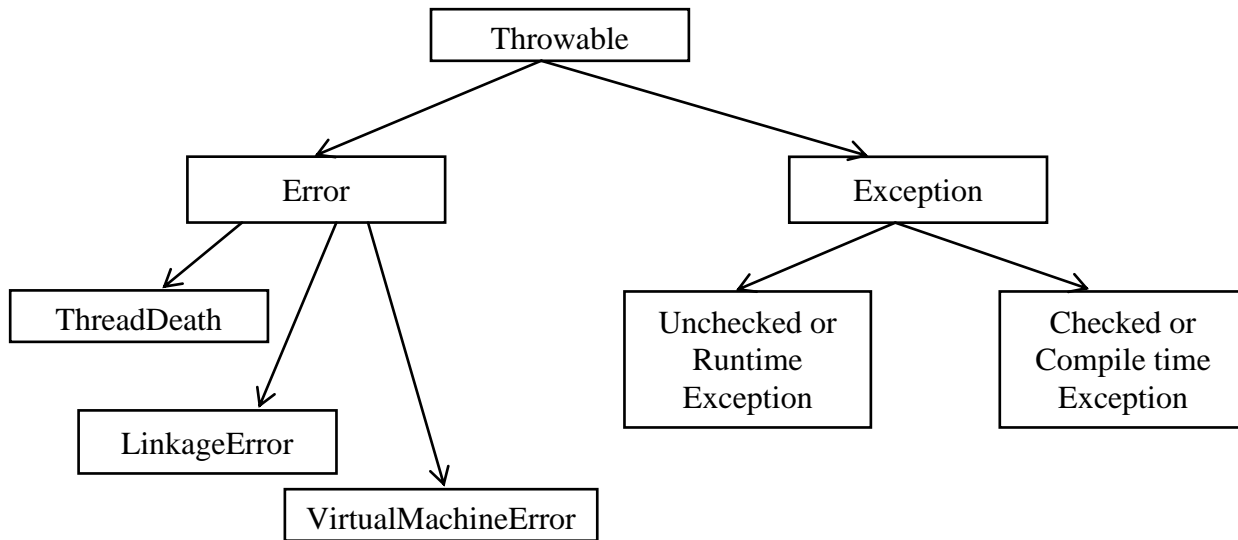 Throwable
Error
Exception
ThreadDeath
Unchecked or
Runtime
Exception
Checked or
Compile time
Exception
LinkageError
VirtualMachineError